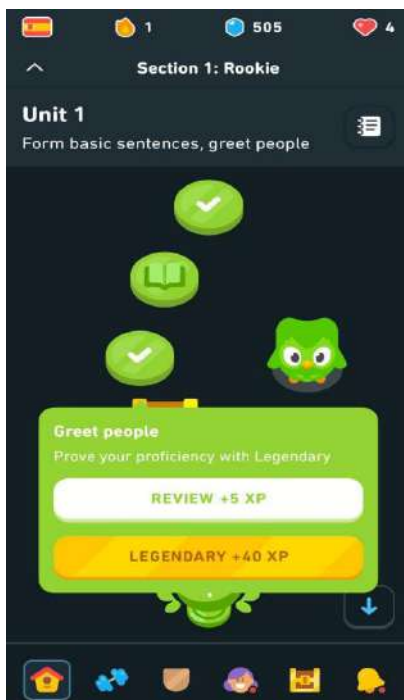 1
505
4
Section 1: Rookie
Unit 1
Form basic sentences, greet people
Greet people
Prove your proficiency with Legendary
REVIEW +5 XP
LEGENDARY +40 XP